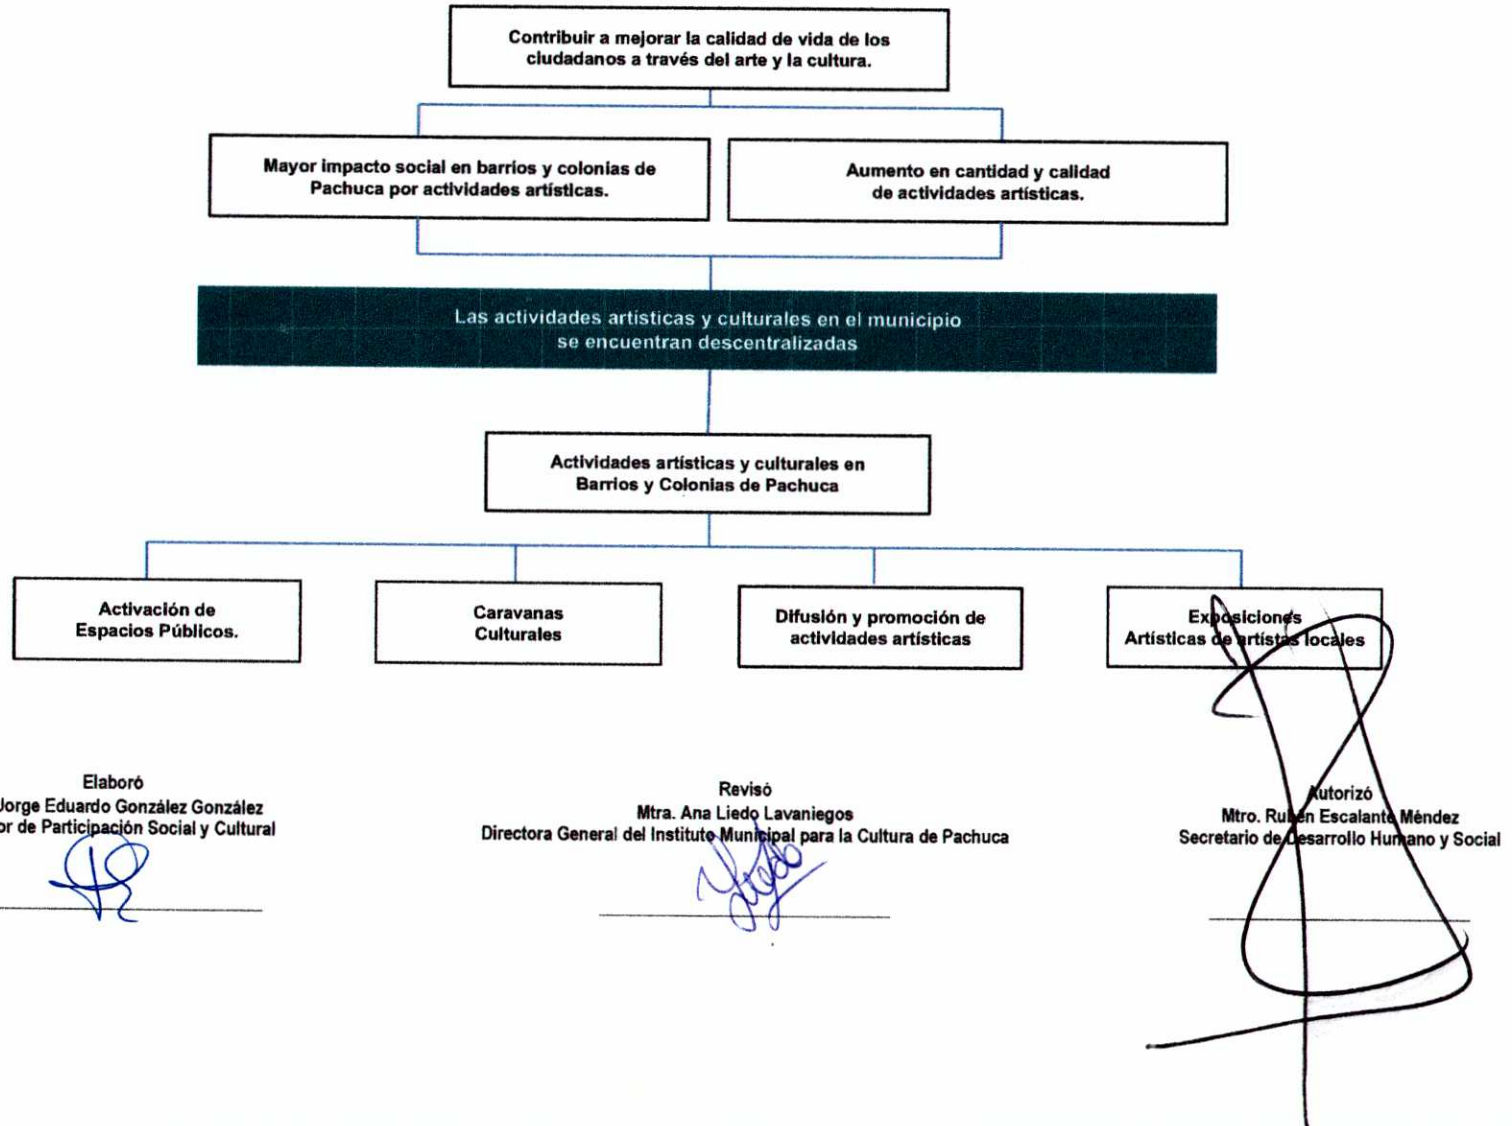 Contribuir a mejorar la calidad de vida de los
ciudadanos a través del arte y la cultura.
Mayor impacto social en barrios y colonias de
Pachuca por actividades artísticas.
Aumento en cantidad y calidad
de actividades artísticas.
Las actividades artísticas y culturales en el municipio
se encuentran descentralizadas
Actividades artísticas y culturales en
Barrios y Colonias de Pachuca
Activación de
Espacios Públicos.
Caravanas
Culturales
Difusión y promoción de
actividades artísticas
Exposiciones
Artísticas de artístas locales
Elaboró
Jorge Eduardo González González
or de Participación Social y Cultural
Revisó
Mtra. Ana Liedo Lavaniegos
Directora General del Instituto Municipal para la Cultura de Pachuca
Autorizó
Mtro. Rubén Escalante Méndez
Secretario de Desarrollo Humano y Social